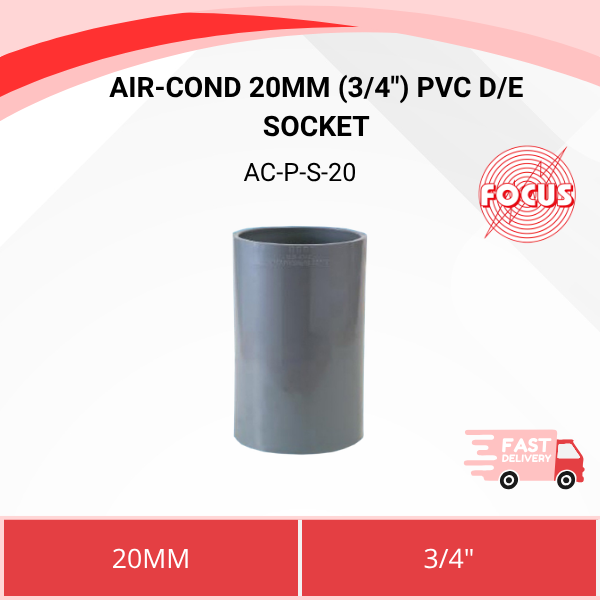 AIR-COND 20MM (3/4") PVC D/E
SOCKET
AC-P-S-20
FOCUS
FAST
DELIVERY
20MM
3/4"